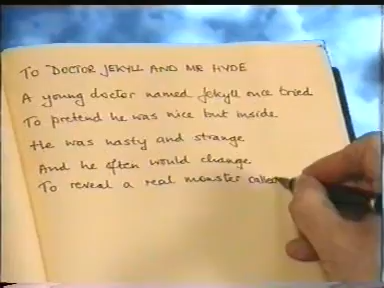 TO DOCTOR JEKYLL AND MR HYDE
A young doctor named Jekyll once tried
To pretend he was nice but inside
He was nasty and strange
And he often would change
To reveal a real monster called